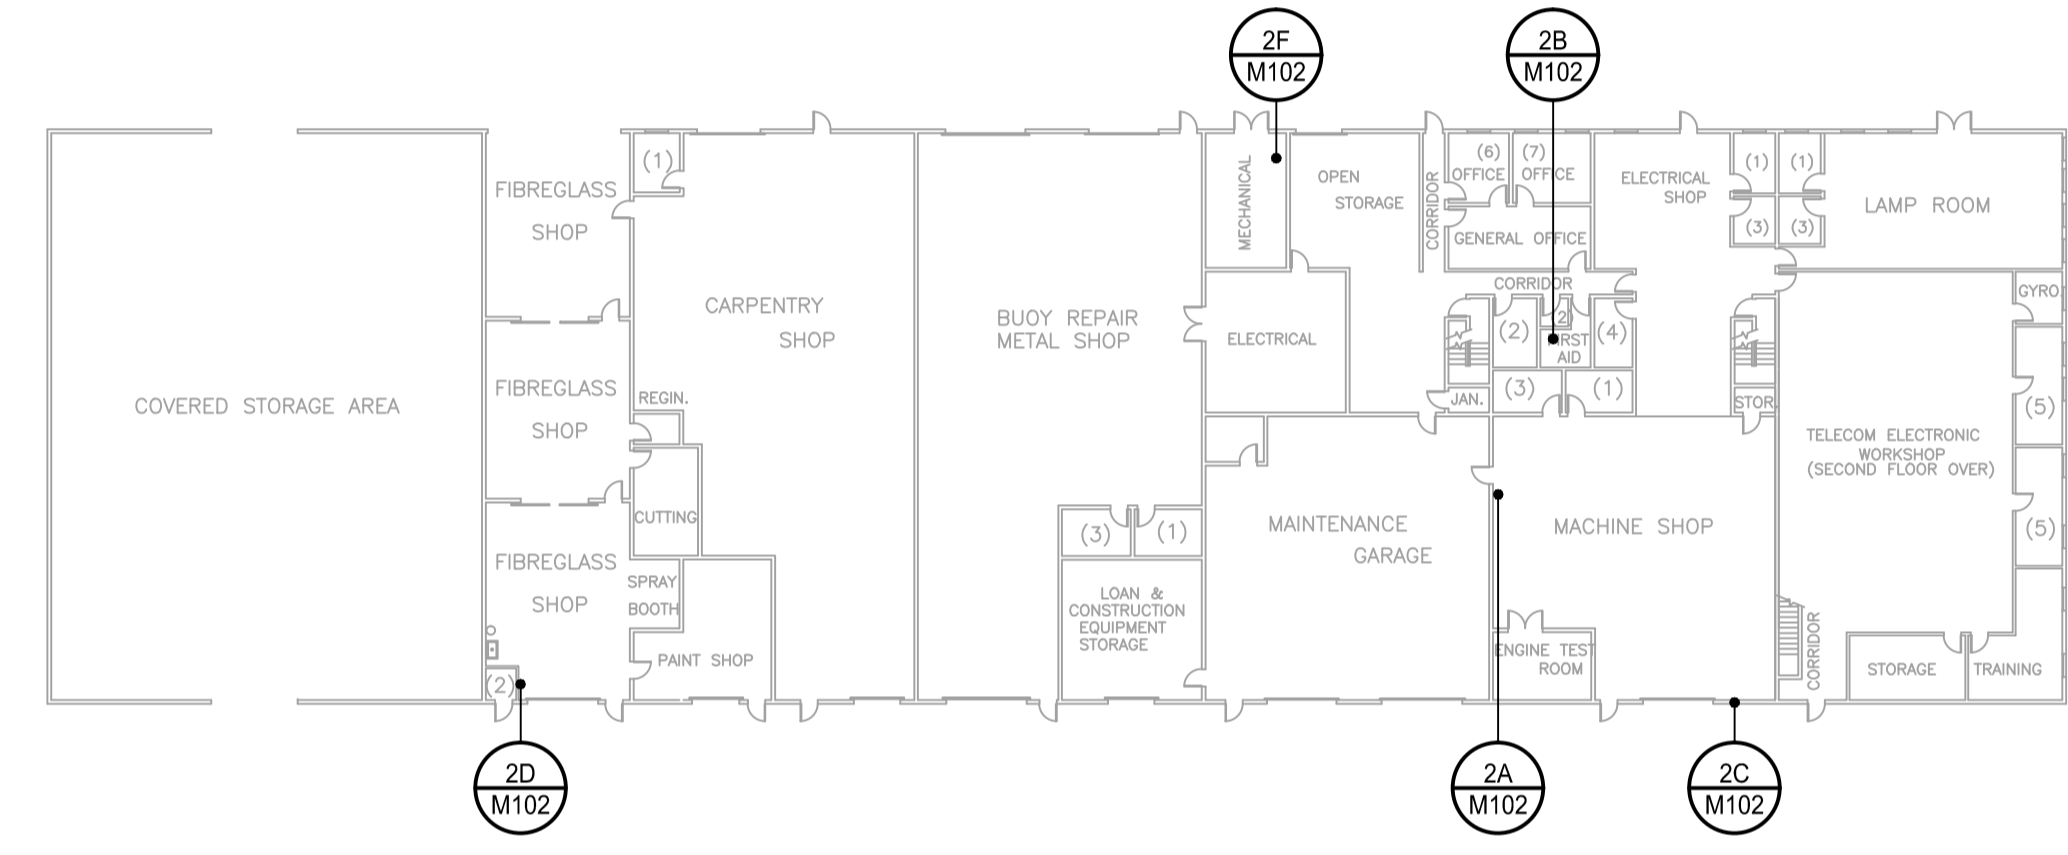 2F
M102
2B
M102
FIBREGLASS
SHOP
(1)
MECHANICAL
OPEN
STORAGE
CORRIDOR
(6)
OFFICE
(7)
OFFICE
GENERAL OFFICE
CORRIDOR
ELECTRICAL
SHOP
(1)
(1)
(3)
(3)
LAMP ROOM
CARPENTRY
SHOP
BUOY REPAIR
METAL SHOP
ELECTRICAL
(2)
(2)
FIRST
AID
(4)
(3)
(1)
JAN.
STOR.
GYRO
COVERED STORAGE AREA
FIBREGLASS
SHOP
REGIN.
CUTTING
(5)
TELECOM ELECTRONIC
WORKSHOP
(SECOND FLOOR OVER)
(5)
MAINTENANCE
GARAGE
MACHINE SHOP
(3)
(1)
FIBREGLASS
SHOP
SPRAY
BOOTH
LOAN &
CONSTRUCTION
EQUIPMENT
STORAGE
PAINT SHOP
(2)
ENGINE TEST
ROOM
CORRIDOR
STORAGE
TRAINING
2D
M102
2A
M102
2C
M102